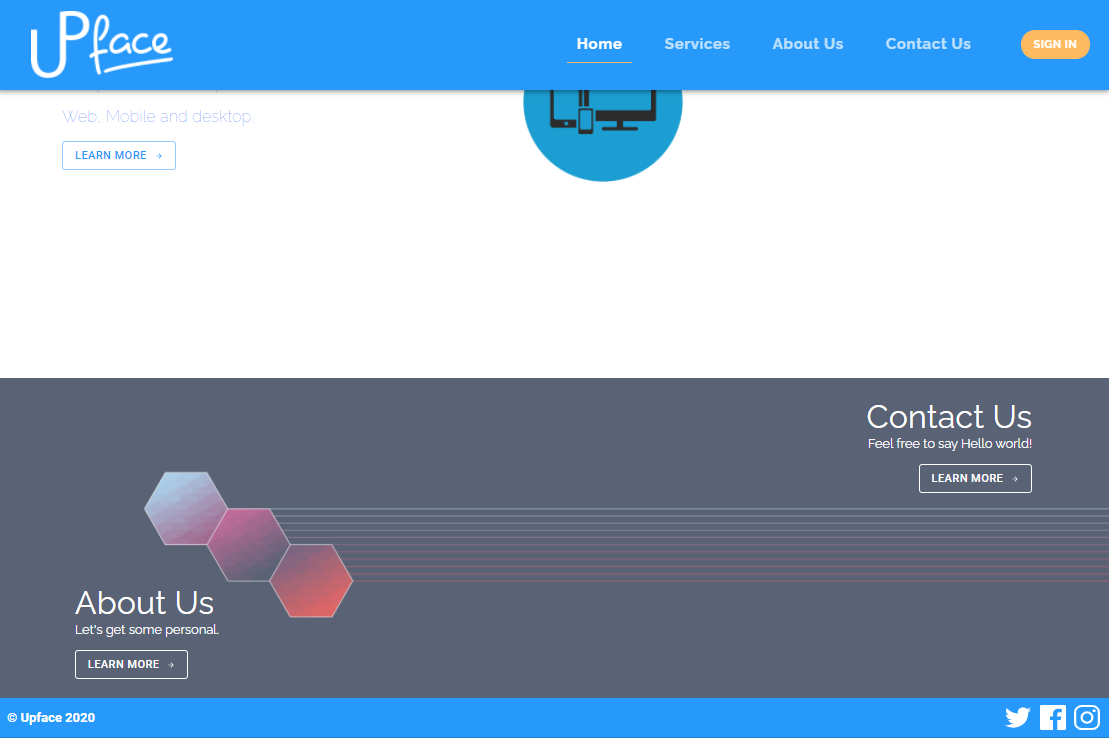 UPface
Home Services About Us Contact Us SIGN IN
Web, Mobile and desktop
LEARN MORE
Contact Us
Feel free to say Hello world!
LEARN MORE
About Us
Let's get some personal.
LEARN MORE
© Upface 2020